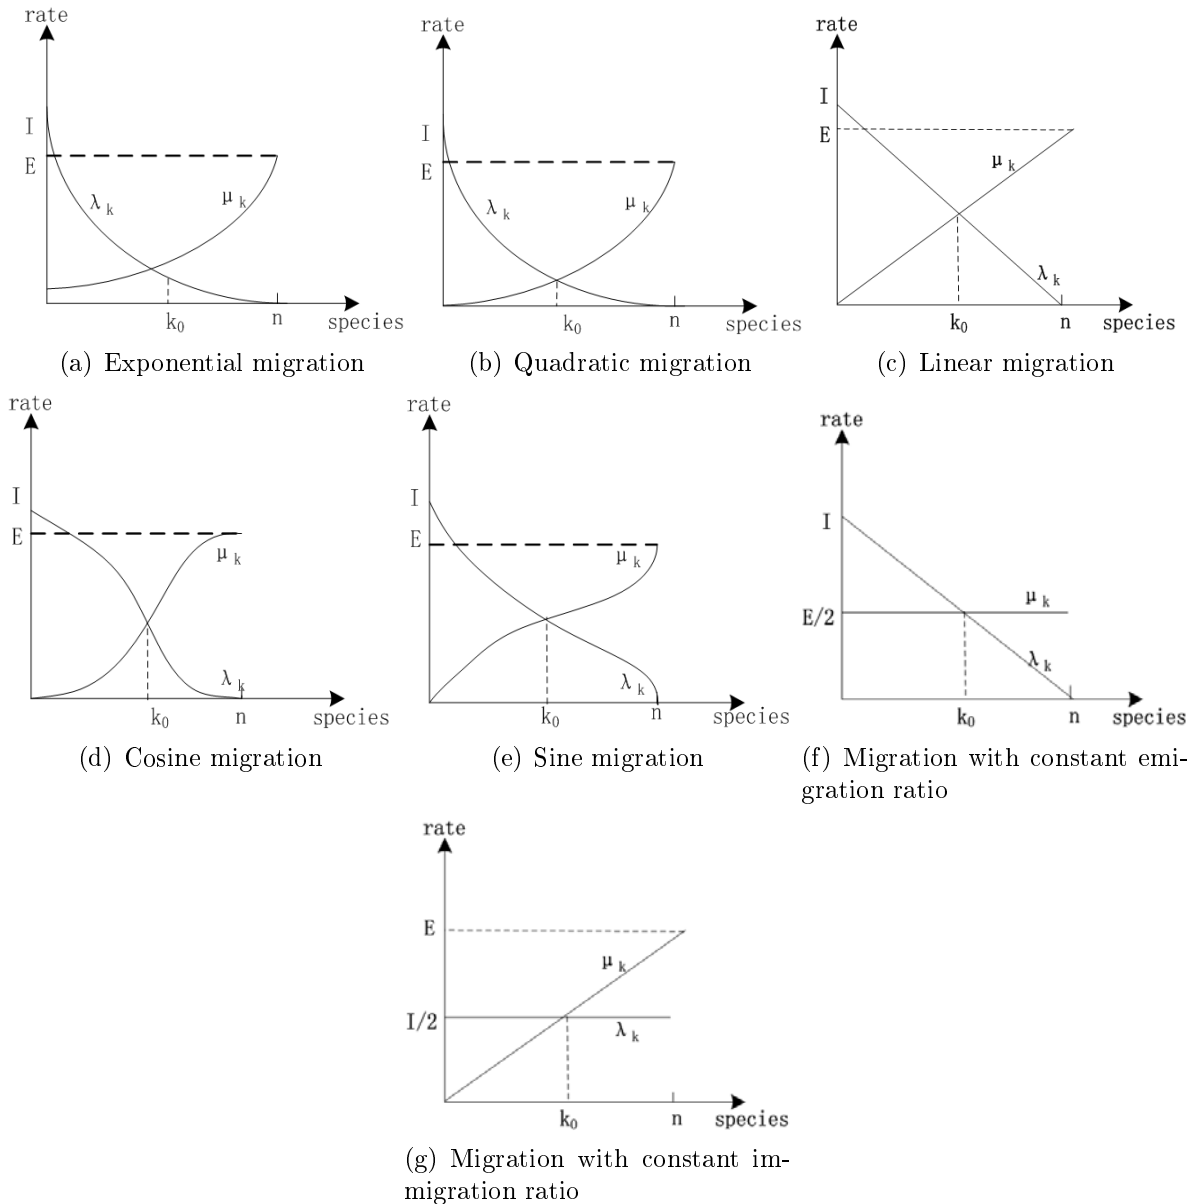 rate
I
E
λ k
μ k
k0
n
species
(a) Exponential migration
rate
I
E
λ k
μ k
k0
n
species
(b) Quadratic migration
rate
I
E
μ k
λ k
k0
n
species
(c) Linear migration
rate
I
E
μ k
λ k
k0
n
species
(d) Cosine migration
rate
I
E
μ k
λ k
k0
n
species
(e) Sine migration
rate
I
E/2
μ k
λ k
k0
n
species
(f) Migration with constant emi-
gration ratio
rate
E
μ k
I/2
λ k
k0
n
species
(g) Migration with constant im-
migration ratio